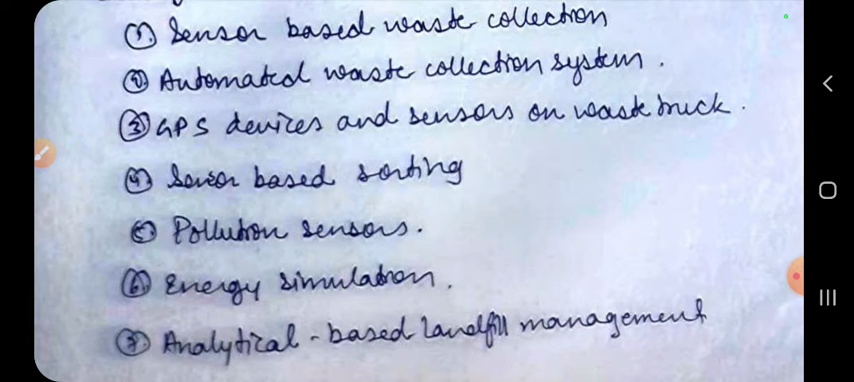 ① Sensor based waste collection
② Automated waste collection system.
③ GPS devices and sensors on waste truck.
④ Sensor based sorting
⑤ Pollution sensors.
⑥ Energy simulation.
⑦ Analytical-based landfill management